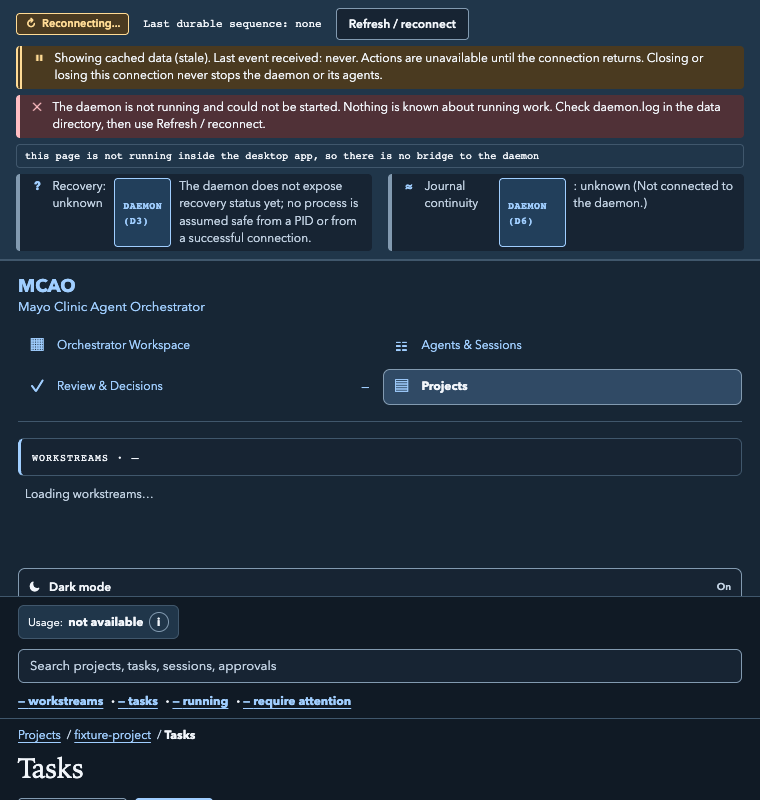 Reconnecting...
Last durable sequence: none
Refresh / reconnect
Showing cached data (stale). Last event received: never. Actions are unavailable until the connection returns. Closing or
losing this connection never stops the daemon or its agents.
The daemon is not running and could not be started. Nothing is known about running work. Check daemon.log in the data
directory, then use Refresh / reconnect.
this page is not running inside the desktop app, so there is no bridge to the daemon
?
Recovery:
unknown
DAEMON
(D3)
The daemon does not expose
recovery status yet; no process is
assumed safe from a PID or from
a successful connection.
≈
Journal
continuity
DAEMON
(D6)
: unknown (Not connected to
the daemon.)
MCAO
Mayo Clinic Agent Orchestrator
Orchestrator Workspace
Agents & Sessions
Review & Decisions –
Projects
WORKSTREAMS · —
Loading workstreams…
Dark mode
On
Usage: not available i
Search projects, tasks, sessions, approvals
— workstreams • — tasks • — running • — require attention
Projects / fixture-project / Tasks
Tasks